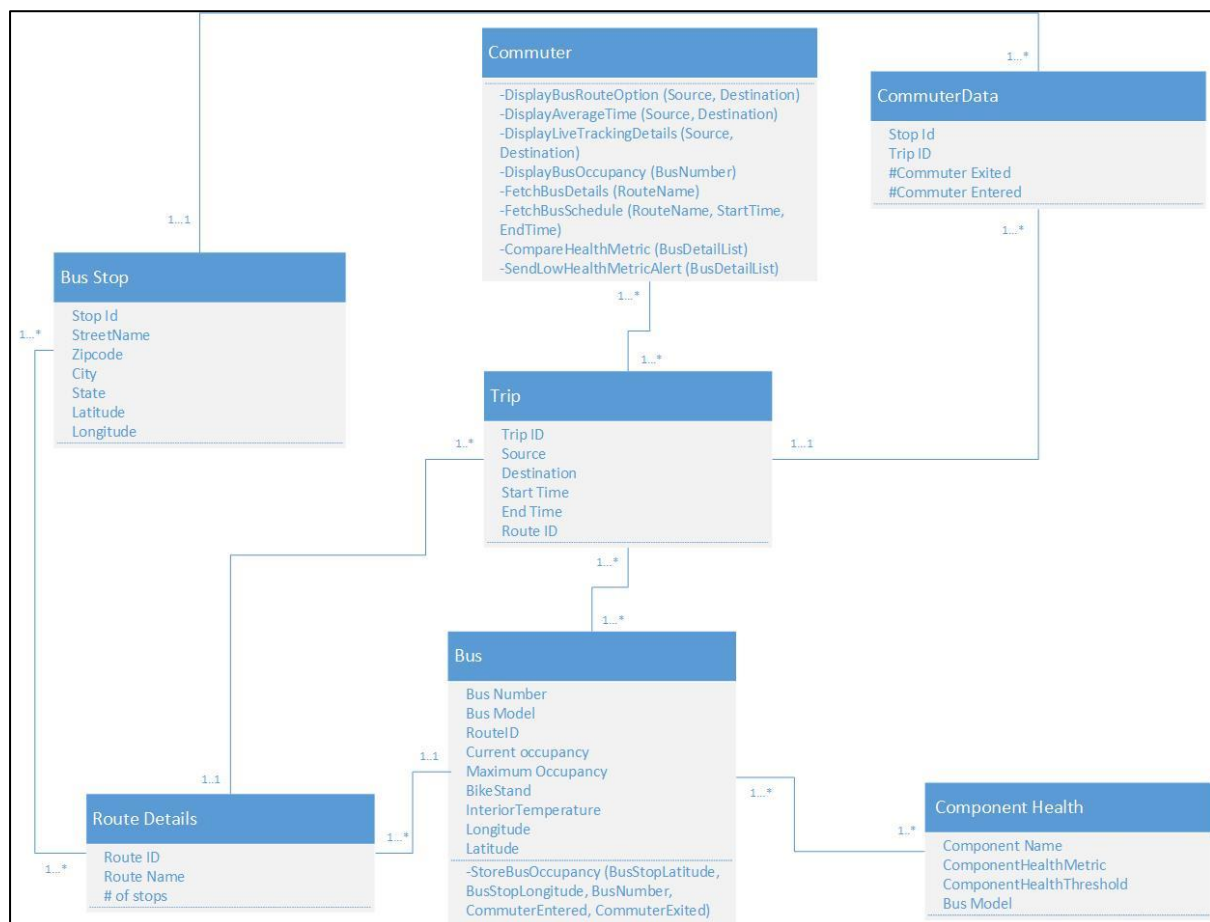 Commuter
-DisplayBusRouteOption (Source, Destination)
-DisplayAverageTime (Source, Destination)
-DisplayLiveTrackingDetails (Source,
Destination)
-DisplayBusOccupancy (BusNumber)
-FetchBusDetails (RouteName)
-FetchBusSchedule (RouteName, StartTime,
EndTime)
-CompareHealthMetric (BusDetailList)
-SendLowHealthMetricAlert (BusDetailList)
1...*
1...*
CommuterData
Stop Id
Trip ID
#Commuter Exited
#Commuter Entered
1...*
1...1
Bus Stop
Stop Id
StreetName
Zipcode
City
State
Latitude
Longitude
1...*
1...*
Trip
Trip ID
Source
Destination
Start Time
End Time
Route ID
1..*
1...1
1...*
1...*
Bus
Bus Number
Bus Model
RouteID
Current occupancy
Maximum Occupancy
BikeStand
InteriorTemperature
Longitude
Latitude
-StoreBusOccupancy (BusStopLatitude,
BusStopLongitude, BusNumber,
CommuterEntered, CommuterExited)
1..1
1..1
1...*
1...*
Route Details
Route ID
Route Name
# of stops
1...*
1..*
Component Health
Component Name
ComponentHealthMetric
ComponentHealthThreshold
Bus Model